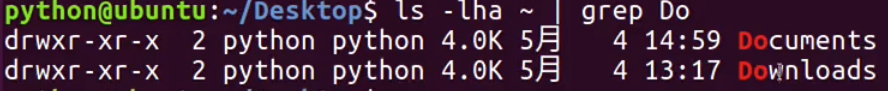 python@ubuntu:~/Desktop$ ls -lha ~ | grep Do
drwxr-xr-x  2 python python 4.0K 5月   4 14:59 Documents
drwxr-xr-x  2 python python 4.0K 5月   4 13:17 Downloads